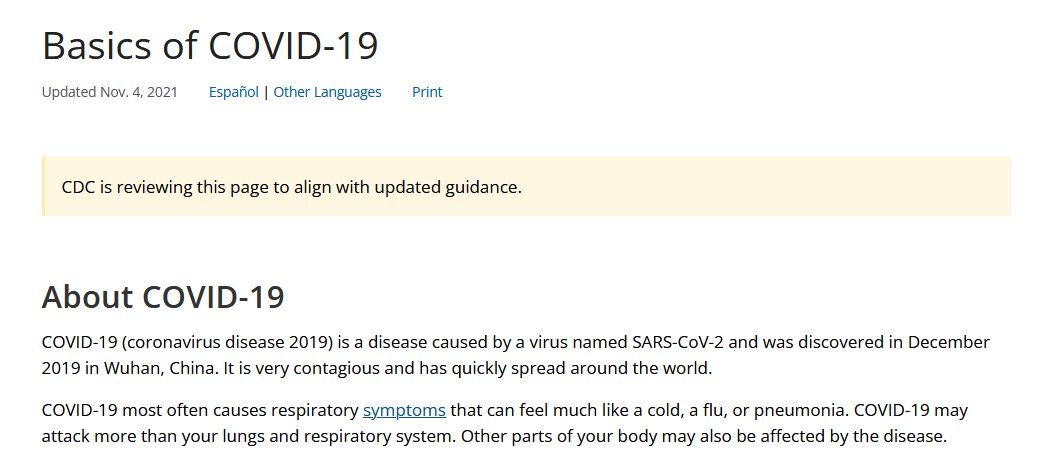 Basics of COVID-19
Updated Nov. 4, 2021 Español | Other Languages Print
CDC is reviewing this page to align with updated guidance.
About COVID-19
COVID-19 (coronavirus disease 2019) is a disease caused by a virus named SARS-CoV-2 and was discovered in December
2019 in Wuhan, China. It is very contagious and has quickly spread around the world.
COVID-19 most often causes respiratory symptoms that can feel much like a cold, a flu, or pneumonia. COVID-19 may
attack more than your lungs and respiratory system. Other parts of your body may also be affected by the disease.